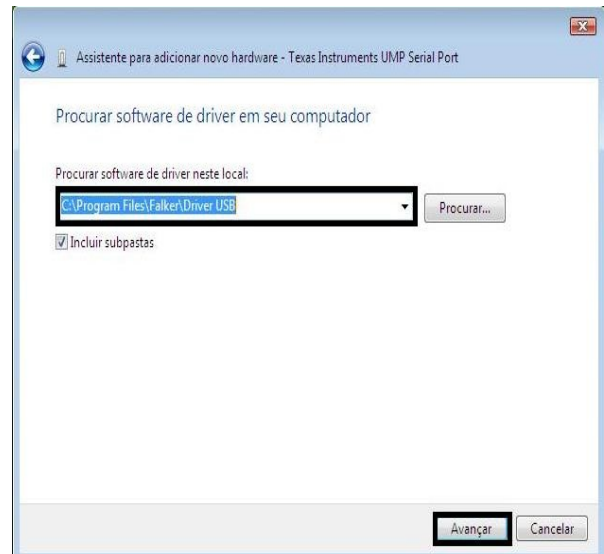 Assistente para adicionar novo hardware - Texas Instruments UMP Serial Port
Procurar software de driver em seu computador
Procurar software de driver neste local:
C:\Program Files\Falker\Driver USB
Procurar...
Incluir subpastas
Avançar
Cancelar